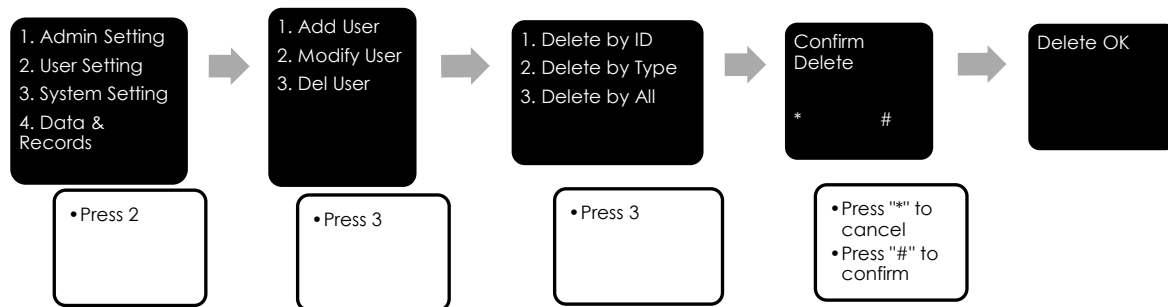 1. Admin Setting
2. User Setting
3. System Setting
4. Data &
Records
• Press 2
1. Add User
2. Modify User
3. Del User
• Press 3
1. Delete by ID
2. Delete by Type
3. Delete by All
• Press 3
Confirm
Delete
* #
• Press "*" to
cancel
• Press "#" to
confirm
Delete OK